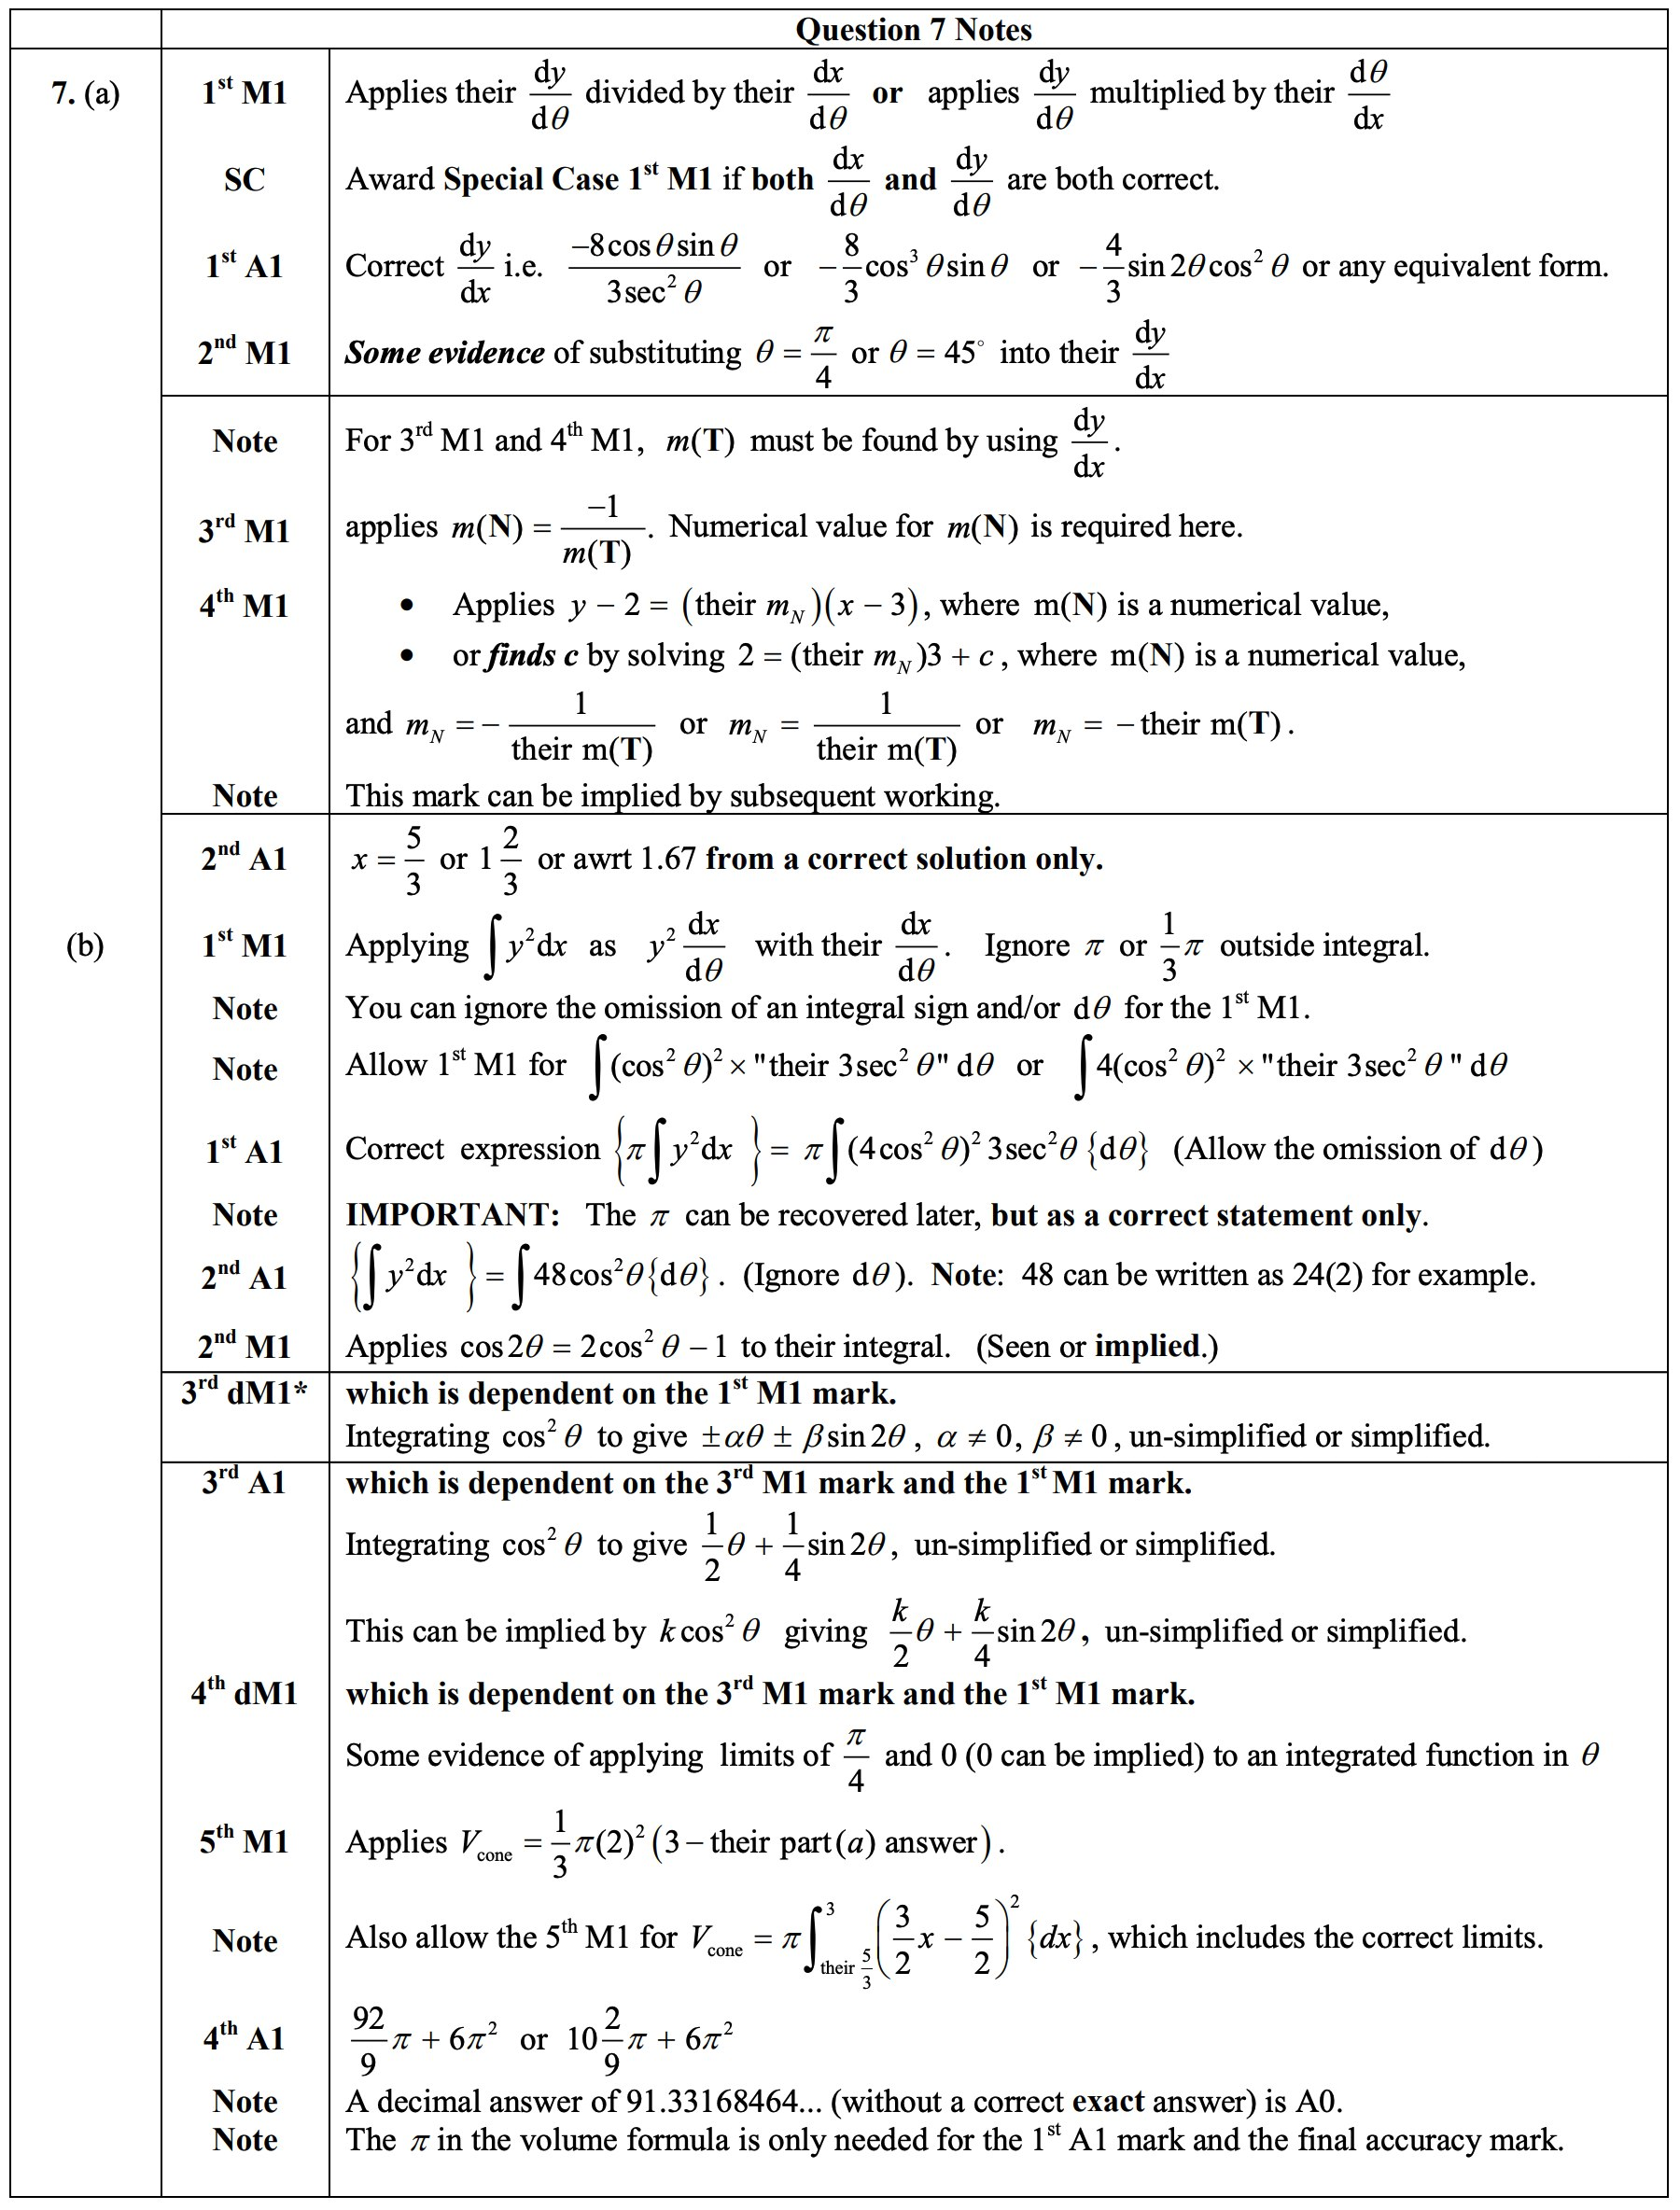 Question 7 Notes
7. (a) 1st M1 Applies their dy/dθ divided by their dx/dθ or applies dy/dθ multiplied by their dθ/dx
SC Award Special Case 1st M1 if both dx/dθ and dy/dθ are both correct.
1st A1 Correct dy/dx i.e. −8cosθsinθ / 3sec²θ or −8/3 cos³θsinθ or −4/3 sin2θcos²θ or any equivalent form.
2nd M1 Some evidence of substituting θ = π/4 or θ = 45° into their dy/dx
Note For 3rd M1 and 4th M1, m(T) must be found by using dy/dx.
3rd M1 applies m(N) = −1/m(T). Numerical value for m(N) is required here.
4th M1 • Applies y − 2 = (their m_N)(x − 3), where m(N) is a numerical value,
• or finds c by solving 2 = (their m_N)3 + c, where m(N) is a numerical value,
and m_N = − 1/their m(T) or m_N = 1/their m(T) or m_N = − their m(T).
Note This mark can be implied by subsequent working.
2nd A1 x = 5/3 or 1 2/3 or awrt 1.67 from a correct solution only.
(b) 1st M1 Applying ∫y²dx as y² dx/dθ with their dx/dθ. Ignore π or 1/3 π outside integral.
Note You can ignore the omission of an integral sign and/or dθ for the 1st M1.
Note Allow 1st M1 for ∫(cos²θ)² × "their 3sec²θ" dθ or ∫4(cos²θ)² × "their 3sec²θ" dθ
1st A1 Correct expression {π∫y²dx} = π∫(4cos²θ)² 3sec²θ {dθ} (Allow the omission of dθ)
Note IMPORTANT: The π can be recovered later, but as a correct statement only.
2nd A1 {∫y²dx} = ∫48cos²θ{dθ}. (Ignore dθ). Note: 48 can be written as 24(2) for example.
2nd M1 Applies cos2θ = 2cos²θ − 1 to their integral. (Seen or implied.)
3rd dM1* which is dependent on the 1st M1 mark.
Integrating cos²θ to give ±αθ ± βsin2θ, α ≠ 0, β ≠ 0, un-simplified or simplified.
3rd A1 which is dependent on the 3rd M1 mark and the 1st M1 mark.
Integrating cos²θ to give 1/2 θ + 1/4 sin2θ, un-simplified or simplified.
This can be implied by kcos²θ giving k/2 θ + k/4 sin2θ, un-simplified or simplified.
4th dM1 which is dependent on the 3rd M1 mark and the 1st M1 mark.
Some evidence of applying limits of π/4 and 0 (0 can be implied) to an integrated function in θ
5th M1 Applies V_cone = 1/3 π(2)²(3 − their part(a) answer).
Note Also allow the 5th M1 for V_cone = π∫_{their 5/3}^{3} (3/2 x − 5/2)² {dx}, which includes the correct limits.
4th A1 92/9 π + 6π² or 10 2/9 π + 6π²
Note A decimal answer of 91.33168464... (without a correct exact answer) is A0.
Note The π in the volume formula is only needed for the 1st A1 mark and the final accuracy mark.